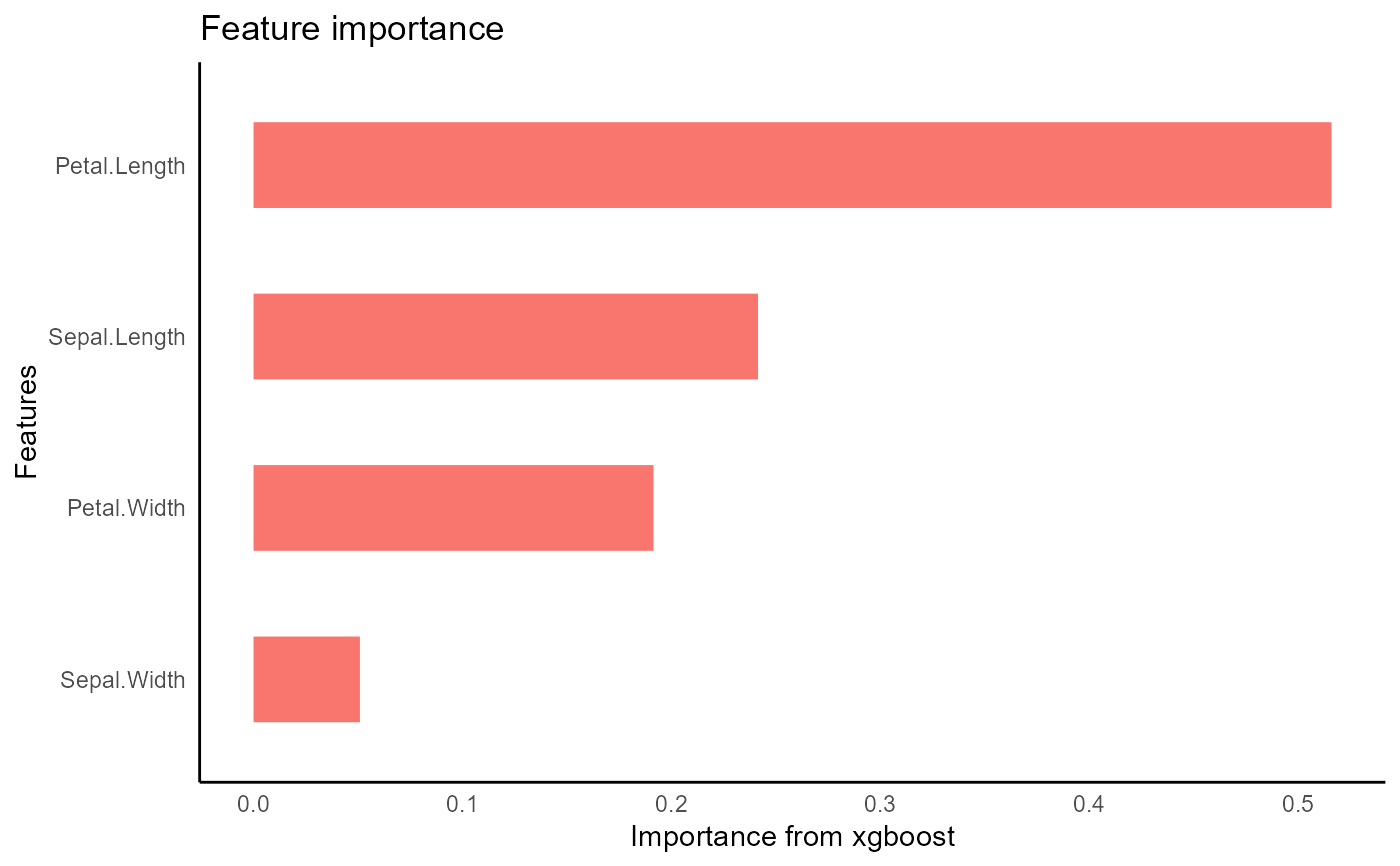 Feature importance
Features
Petal.Length
Sepal.Length
Petal.Width
Sepal.Width
0.0 0.1 0.2 0.3 0.4 0.5
Importance from xgboost